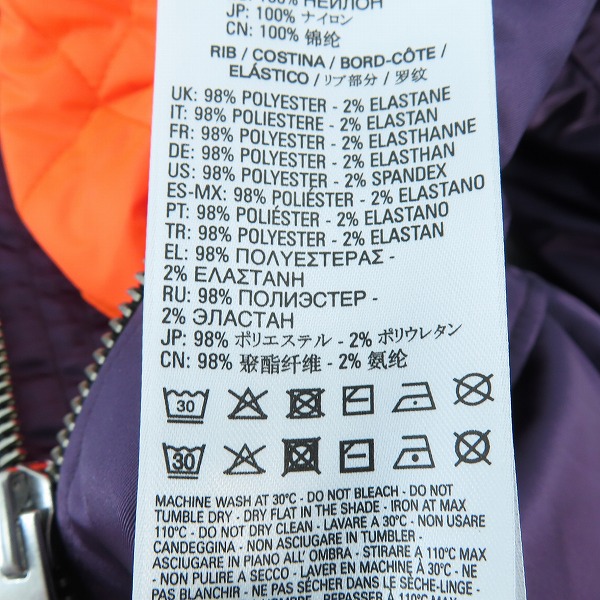 100% НЕЙЛОН
JP: 100% ナイロン
CN: 100% 锦纶
RIB / COSTINA / BORD-CÔTE /
ELÁSTICO / リブ部分 / 罗纹
UK: 98% POLYESTER - 2% ELASTANE
IT: 98% POLIESTERE - 2% ELASTAN
FR: 98% POLYESTER - 2% ELASTHANNE
DE: 98% POLYESTER - 2% ELASTHAN
US: 98% POLYESTER - 2% SPANDEX
ES-MX: 98% POLIÉSTER - 2% ELASTANO
PT: 98% POLIÉSTER - 2% ELASTANO
TR: 98% POLYESTER - 2% ELASTAN
EL: 98% ΠΟΛΥΕΣΤΕΡΑΣ -
2% ΕΛΑΣΤΑΝΗ
RU: 98% ПОЛИЭСТЕР -
2% ЭЛАСТАН
JP: 98% ポリエステル - 2% ポリウレタン
CN: 98% 聚酯纤维 - 2% 氨纶
30
30
MACHINE WASH AT 30°C - DO NOT BLEACH - DO NOT
TUMBLE DRY - DRY FLAT IN THE SHADE - IRON AT MAX
110°C - DO NOT DRY CLEAN - LAVARE A 30°C - NON USARE
CANDEGGINA - NON ASCIUGARE IN TUMBLER -
ASCIUGARE IN PIANO ALL'OMBRA - STIRARE A 110°C MAX
- NON PULIRE A SECCO - LAVER EN MACHINE À 30°C - NE
PAS BLANCHIR - NE PAS SÉCHER DANS LE SÈCHE-LINGE -
REPASSER À 110°C MAX